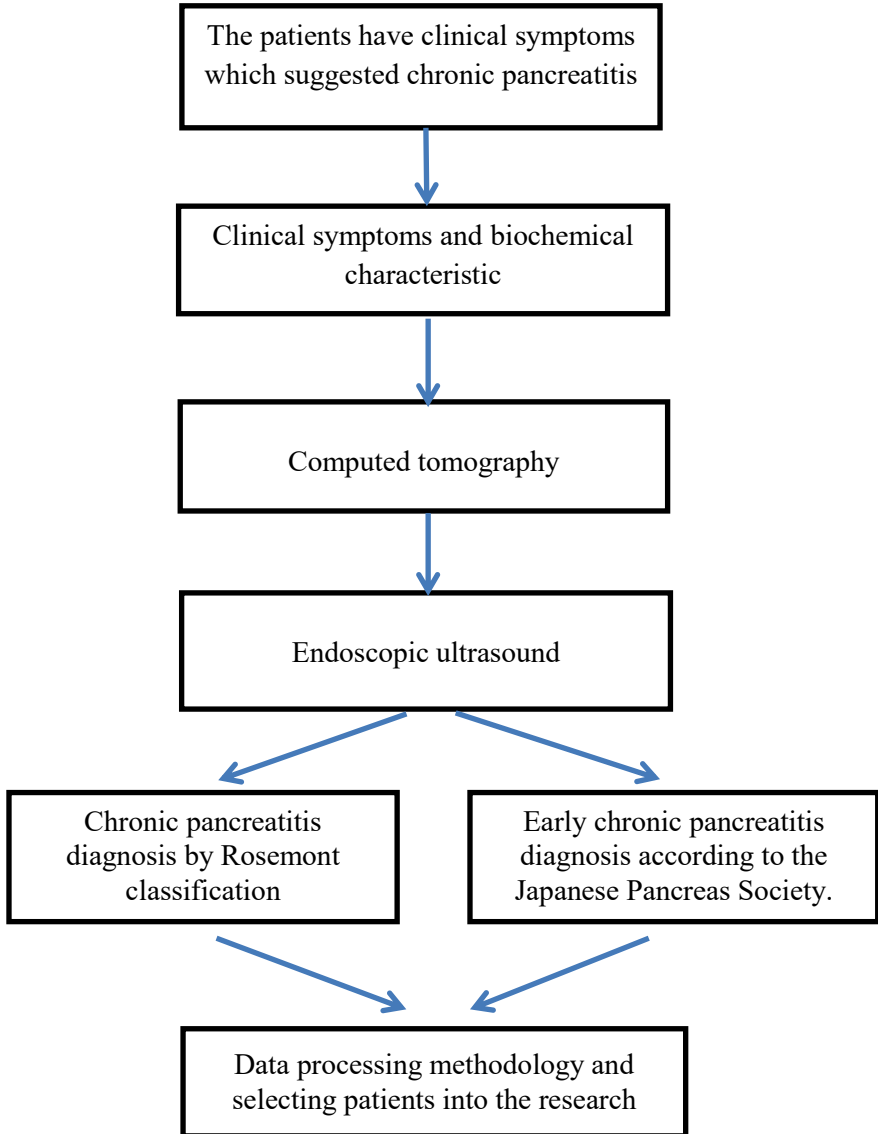 The patients have clinical symptoms
which suggested chronic pancreatitis
Clinical symptoms and biochemical
characteristic
Computed tomography
Endoscopic ultrasound
Chronic pancreatitis
diagnosis by Rosemont
classification
Early chronic pancreatitis
diagnosis according to the
Japanese Pancreas Society.
Data processing methodology and
selecting patients into the research